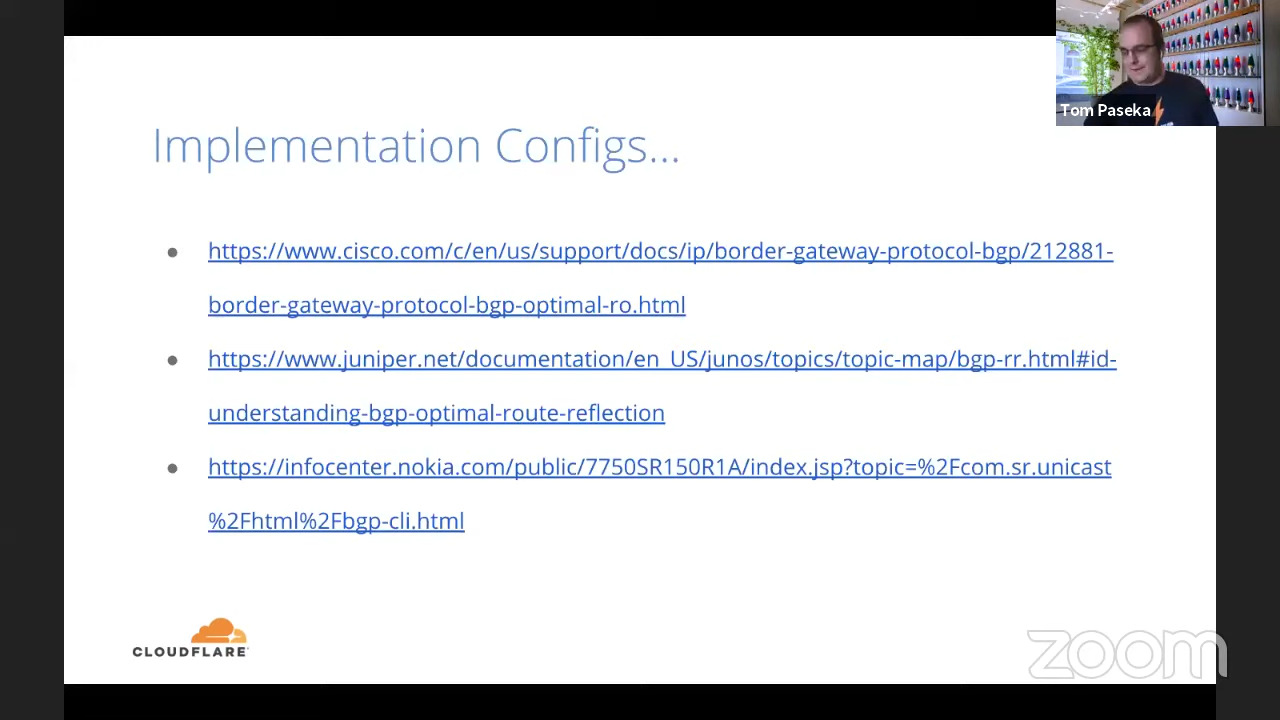 Tom Paseka
Implementation Configs...
https://www.cisco.com/c/en/us/support/docs/ip/border-gateway-protocol-bgp/212881-
border-gateway-protocol-bgp-optimal-ro.html
https://www.juniper.net/documentation/en_US/junos/topics/topic-map/bgp-rr.html#id-
understanding-bgp-optimal-route-reflection
https://infocenter.nokia.com/public/7750SR150R1A/index.jsp?topic=%2Fcom.sr.unicast
%2Fhtml%2Fbgp-cli.html
CLOUDFLARE
zoom